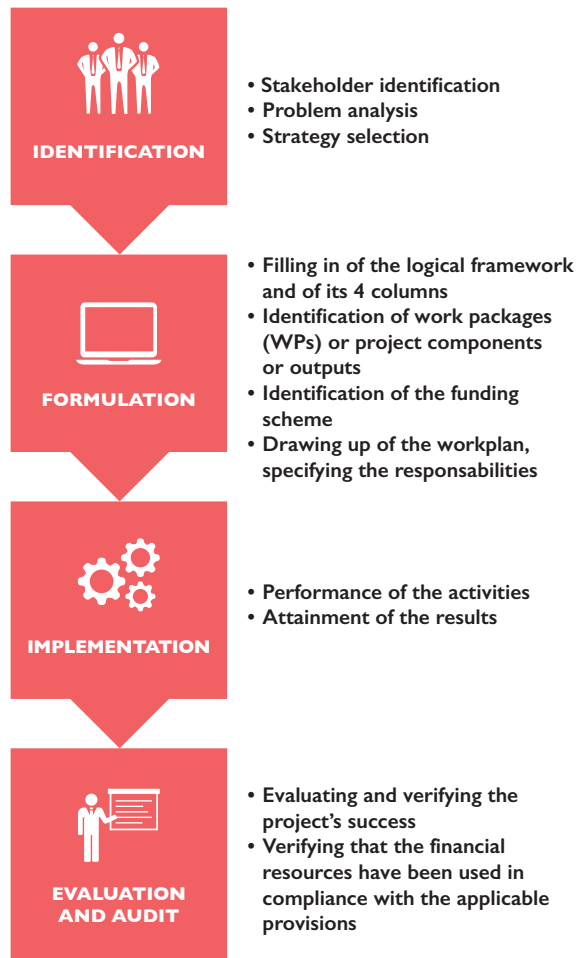 IDENTIFICATION
• Stakeholder identification
• Problem analysis
• Strategy selection
FORMULATION
• Filling in of the logical framework
and of its 4 columns
• Identification of work packages
(WPs) or project components
or outputs
• Identification of the funding
scheme
• Drawing up of the workplan,
specifying the responsabilities
IMPLEMENTATION
• Performance of the activities
• Attainment of the results
EVALUATION
AND AUDIT
• Evaluating and verifying the
project’s success
• Verifying that the financial
resources have been used in
compliance with the applicable
provisions